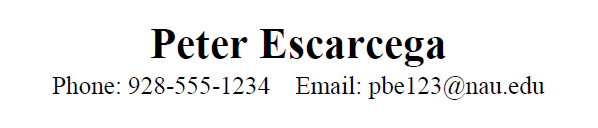 Peter Escarcega
Phone: 928-555-1234    Email: pbe123@nau.edu